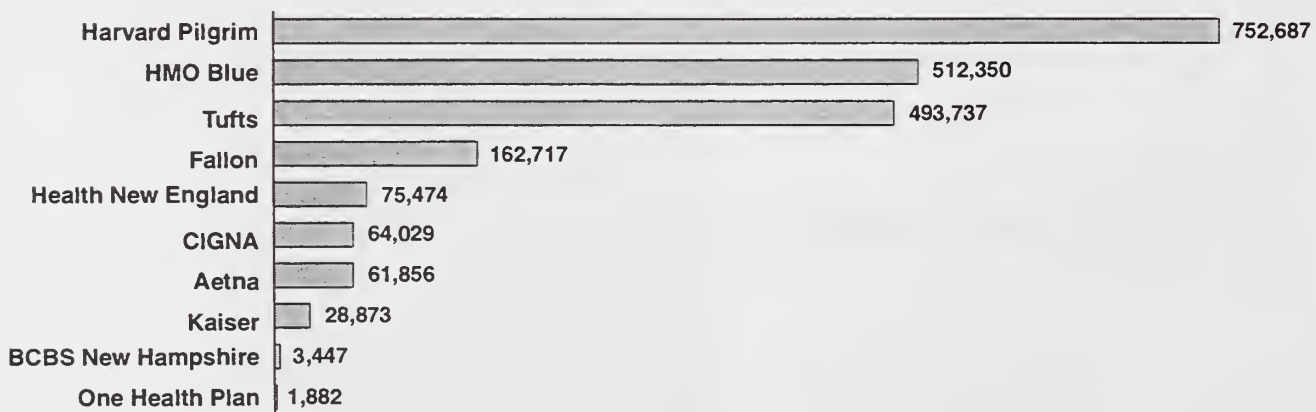 Harvard Pilgrim 752,687
HMO Blue 512,350
Tufts 493,737
Fallon 162,717
Health New England 75,474
CIGNA 64,029
Aetna 61,856
Kaiser 28,873
BCBS New Hampshire 3,447
One Health Plan 1,882